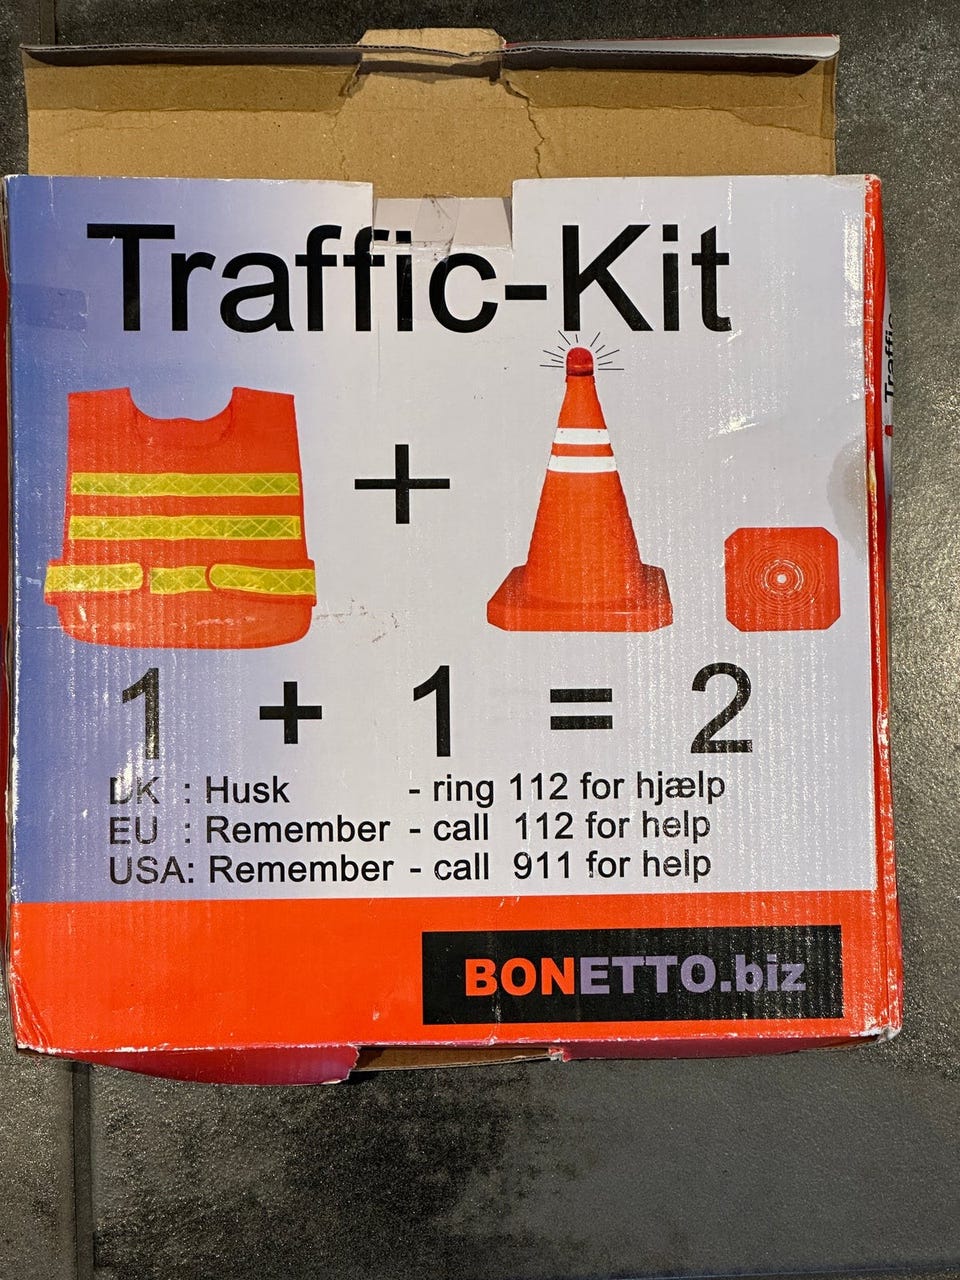 Traffic-Kit
Traffic
+
1 + 1 = 2
DK : Husk - ring 112 for hjælp
EU : Remember - call 112 for help
USA: Remember - call 911 for help
BONETTO.biz